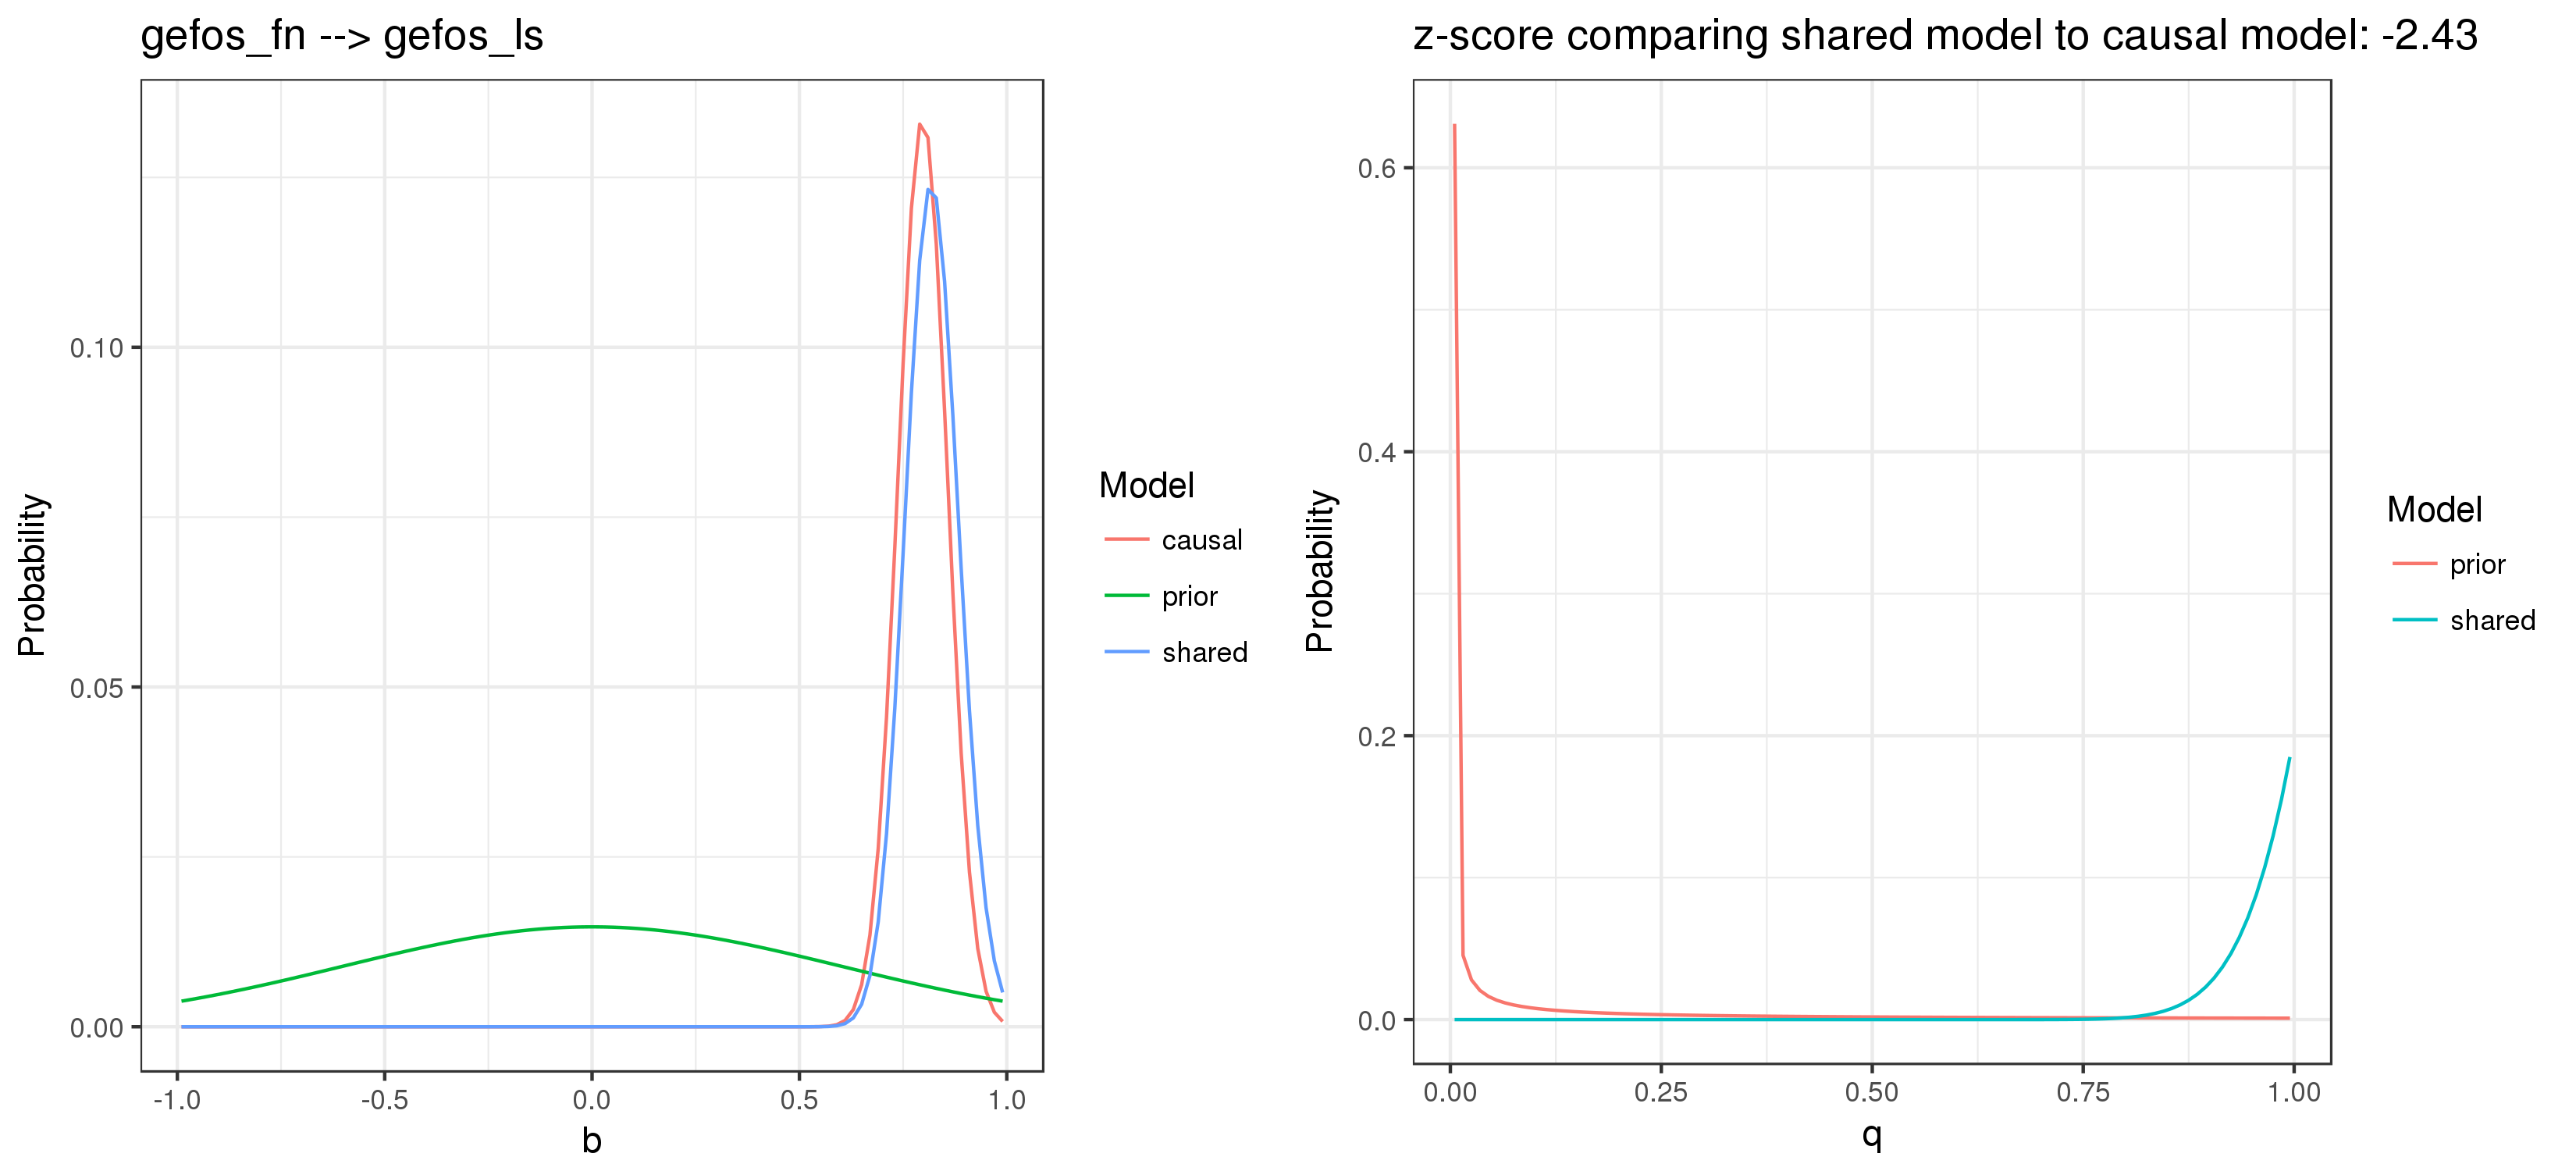 gefos_fn --> gefos_ls
Probability
0.10
0.05
0.00
-1.0 -0.5 0.0 0.5 1.0
b
Model
causal
prior
shared
z-score comparing shared model to causal model: -2.43
Probability
0.6
0.4
0.2
0.0
0.00 0.25 0.50 0.75 1.00
q
Model
prior
shared